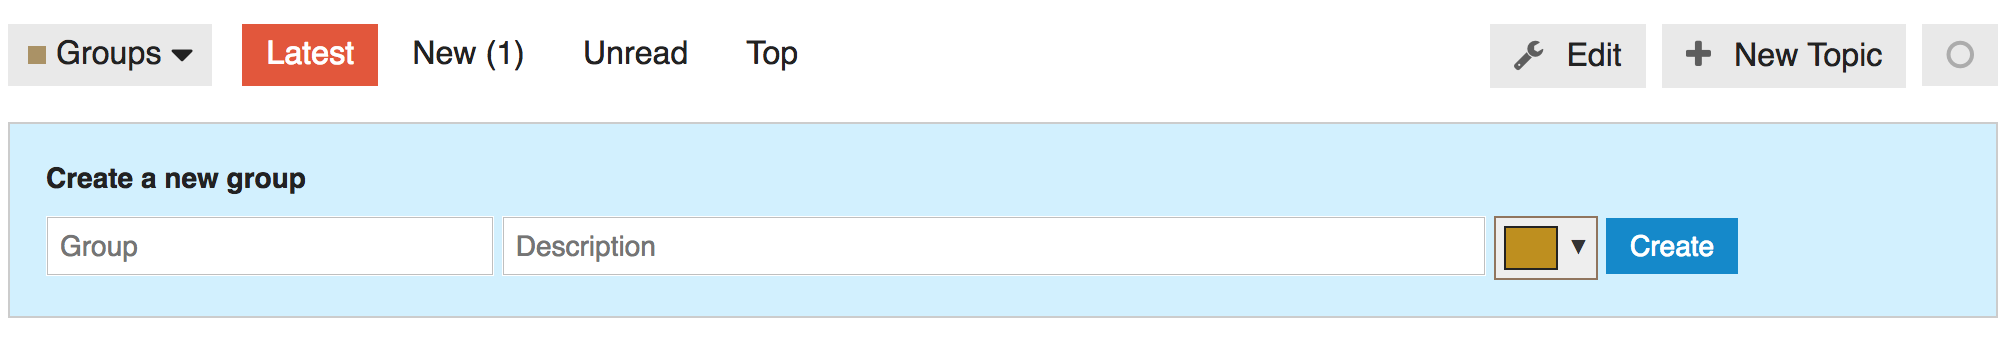 Groups Latest New (1) Unread Top Edit New Topic
Create a new group
Group Description Create